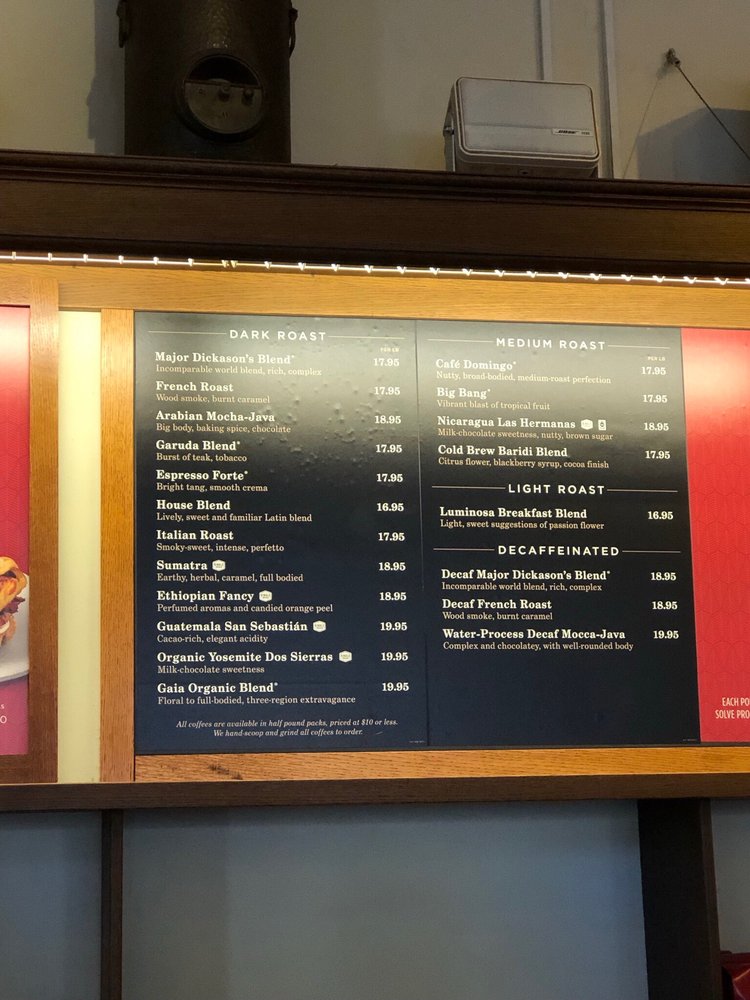 BOSE
DARK ROAST
PER LB
Major Dickason's Blend* 17.95
Incomparable world blend, rich, complex
French Roast 17.95
Wood smoke, burnt caramel
Arabian Mocha-Java 18.95
Big body, baking spice, chocolate
Garuda Blend* 17.95
Burst of teak, tobacco
Espresso Forte* 17.95
Bright tang, smooth crema
House Blend 16.95
Lively, sweet and familiar Latin blend
Italian Roast 17.95
Smoky-sweet, intense, perfetto
Sumatra 18.95
Earthy, herbal, caramel, full bodied
Ethiopian Fancy 18.95
Perfumed aromas and candied orange peel
Guatemala San Sebastián 19.95
Cacao-rich, elegant acidity
Organic Yosemite Dos Sierras 19.95
Milk-chocolate sweetness
Gaia Organic Blend* 19.95
Floral to full-bodied, three-region extravagance
All coffees are available in half pound packs, priced at $10 or less.
We hand-scoop and grind all coffees to order.
MEDIUM ROAST
PER LB
Café Domingo* 17.95
Nutty, broad-bodied, medium-roast perfection
Big Bang* 17.95
Vibrant blast of tropical fruit
Nicaragua Las Hermanas 18.95
Milk-chocolate sweetness, nutty, brown sugar
Cold Brew Baridi Blend 17.95
Citrus flower, blackberry syrup, cocoa finish
LIGHT ROAST
Luminosa Breakfast Blend 16.95
Light, sweet suggestions of passion flower
DECAFFEINATED
Decaf Major Dickason's Blend* 18.95
Incomparable world blend, rich, complex
Decaf French Roast 18.95
Wood smoke, burnt caramel
Water-Process Decaf Mocca-Java 19.95
Complex and chocolatey, with well-rounded body
EACH PO
SOLVE PRO